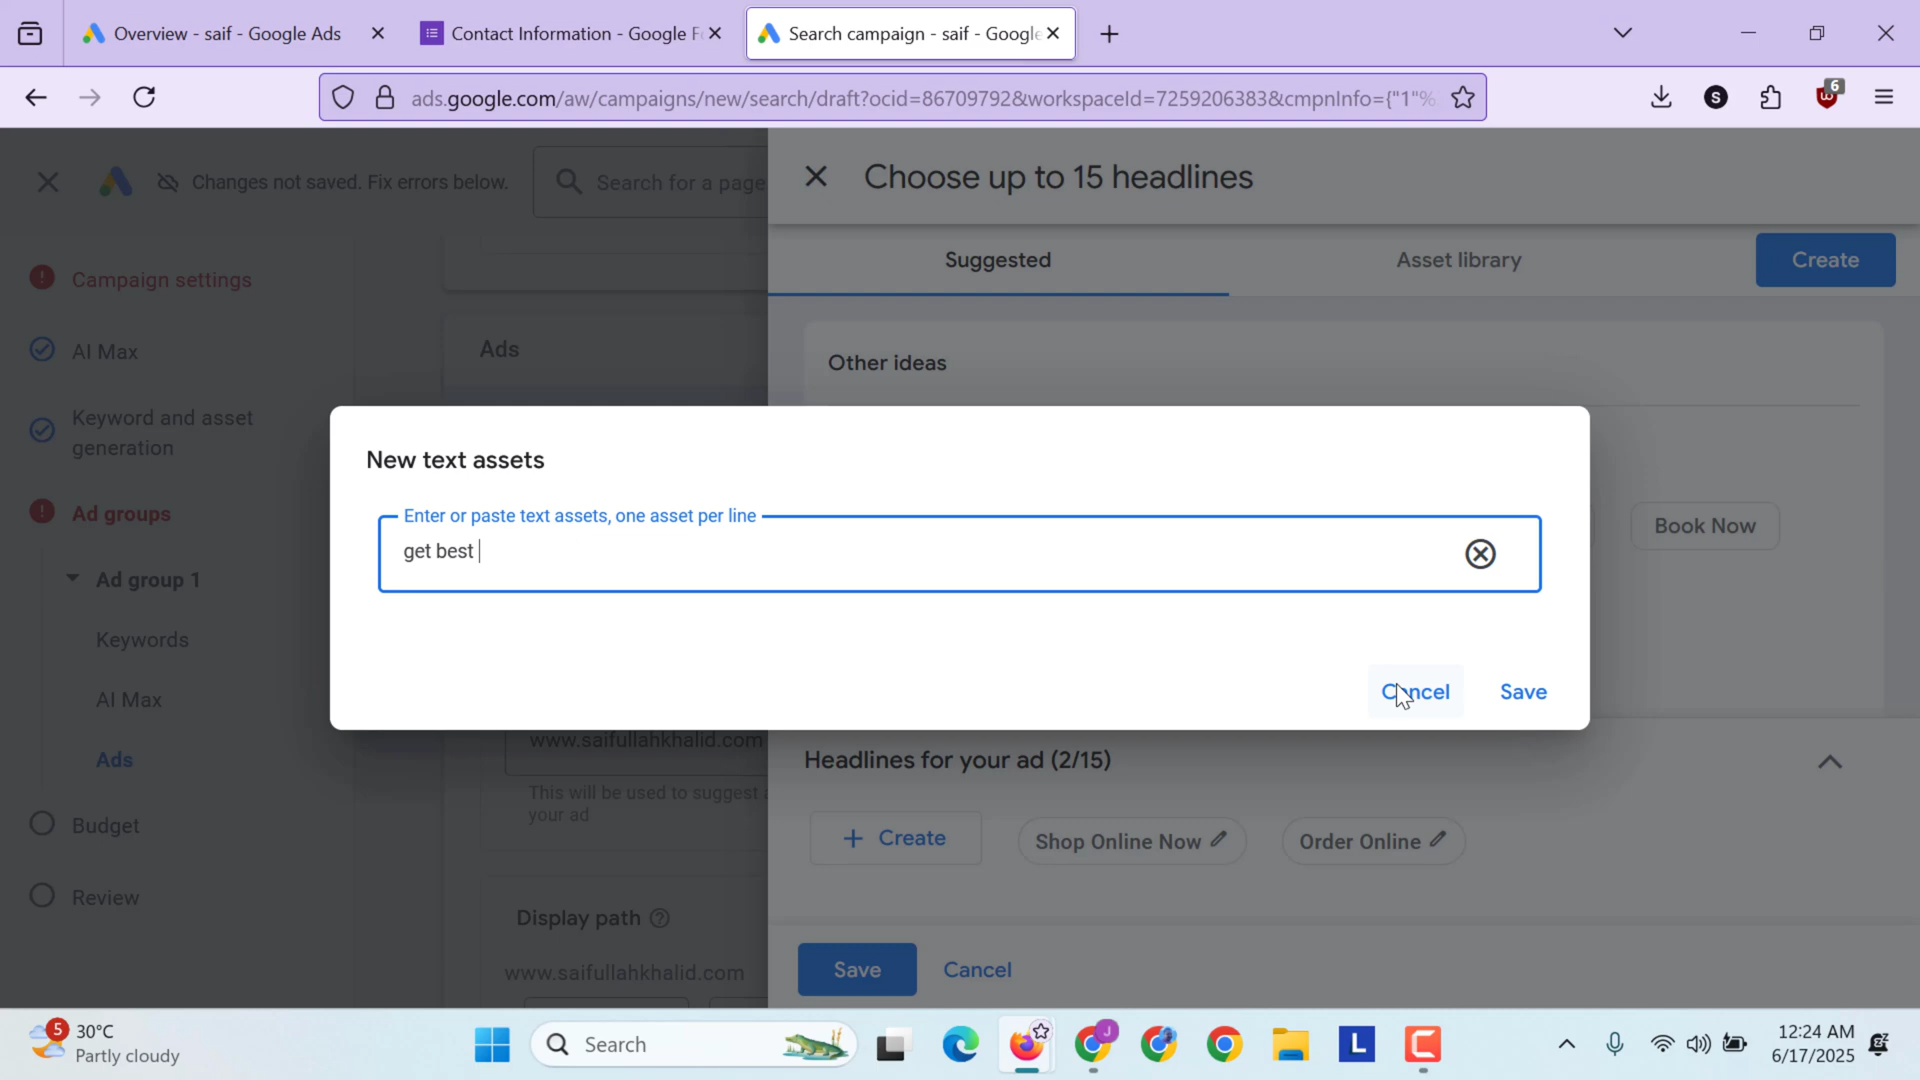 Overview - saif - Google Ads
Contact Information - Google F
Search campaign - saif - Google
ads.google.com/aw/campaigns/new/search/draft?ocid=86709792&workspaceId=7259206383&cmpnInfo={"1"%
S
6
Changes not saved. Fix errors below.
Search for a page
Choose up to 15 headlines
Suggested
Asset library
Create
Campaign settings
AI Max
Keyword and asset
generation
Ad groups
Ad group 1
Keywords
AI Max
Ads
Budget
Review
Ads
Other ideas
Book Now
New text assets
Enter or paste text assets, one asset per line
get best
Cancel
Save
www.saifullahkhalid.com
This will be used to suggest
your ad
Display path
www.saifullahkhalid.com
Headlines for your ad (2/15)
+ Create
Shop Online Now
Order Online
Save
Cancel
5
30°C
Partly cloudy
Search
J
L
12:24 AM
6/17/2025